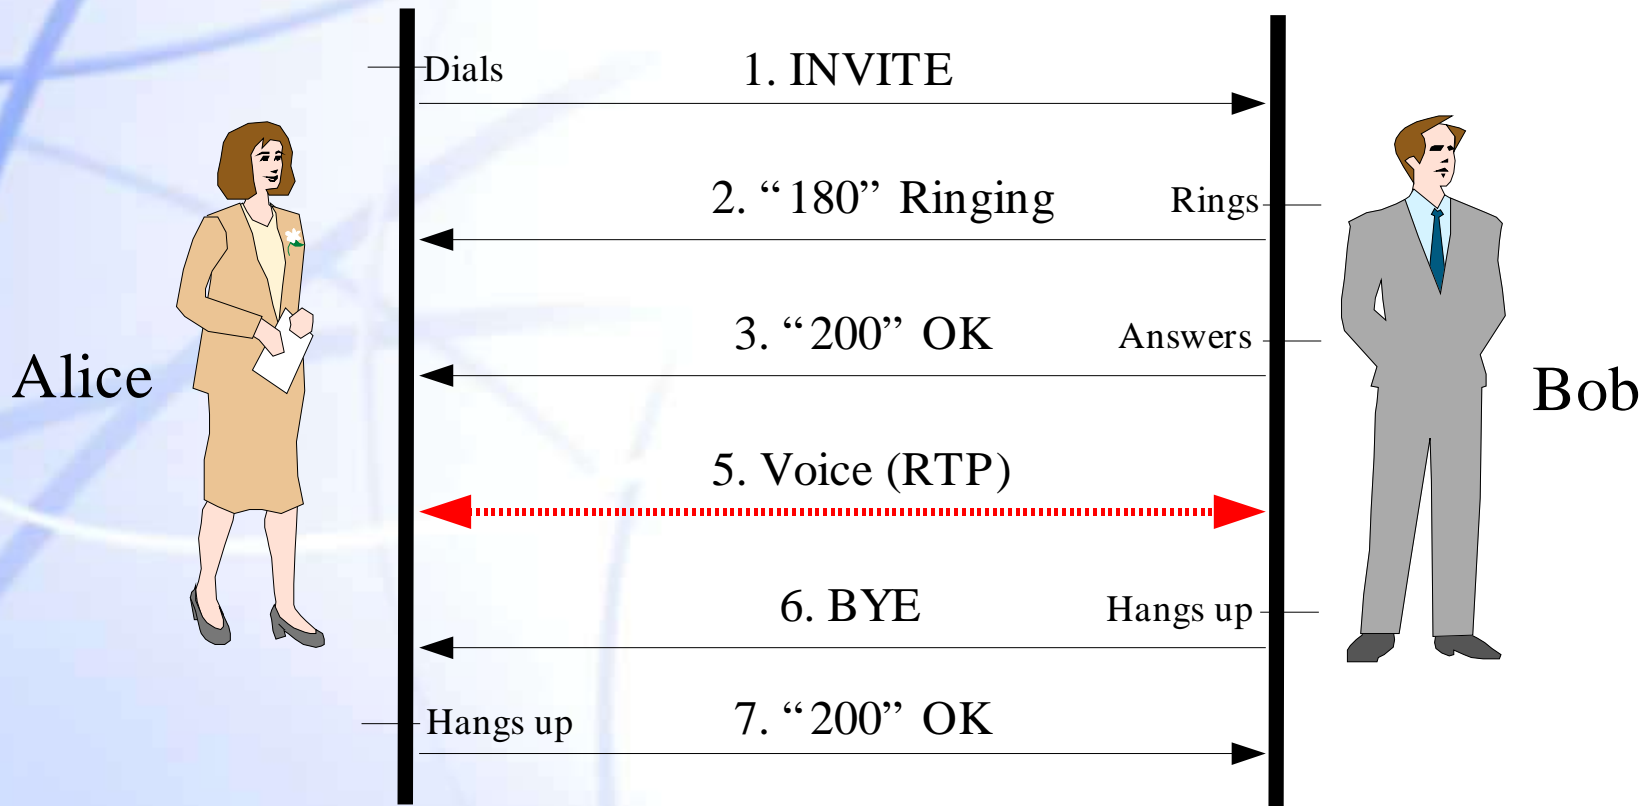 Dials
1. INVITE
2. “180” Ringing
Rings
3. “200” OK
Answers
Alice
Bob
5. Voice (RTP)
6. BYE
Hangs up
Hangs up
7. “200” OK